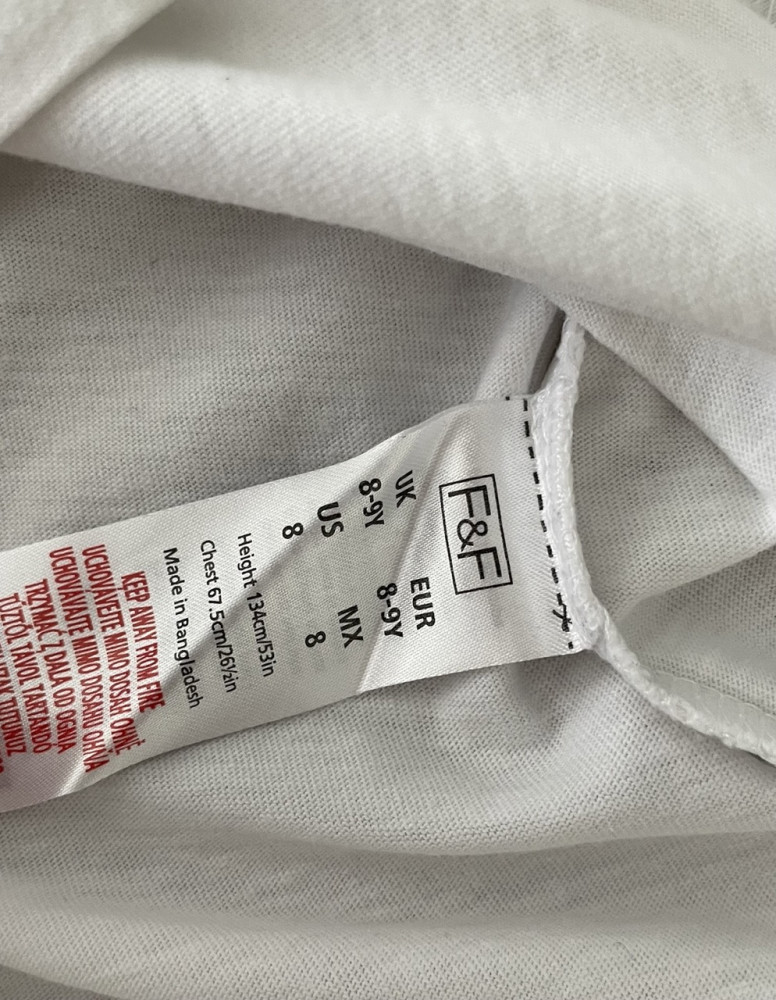 F&F
UK EUR
8-9Y 8-9Y
US MX
8 8
Height 134cm/53in
Chest 67.5cm/26½in
Made in Bangladesh
KEEP AWAY FROM FIRE
UCHOVÁVEJTE MIMO DOSAH OHNĚ
UCHOVÁVAJTE MIMO DOSAHU OHŇA
TRZYMAĆ Z DALA OD OGNIA
TŰZTŐL TÁVOL TARTANDÓ